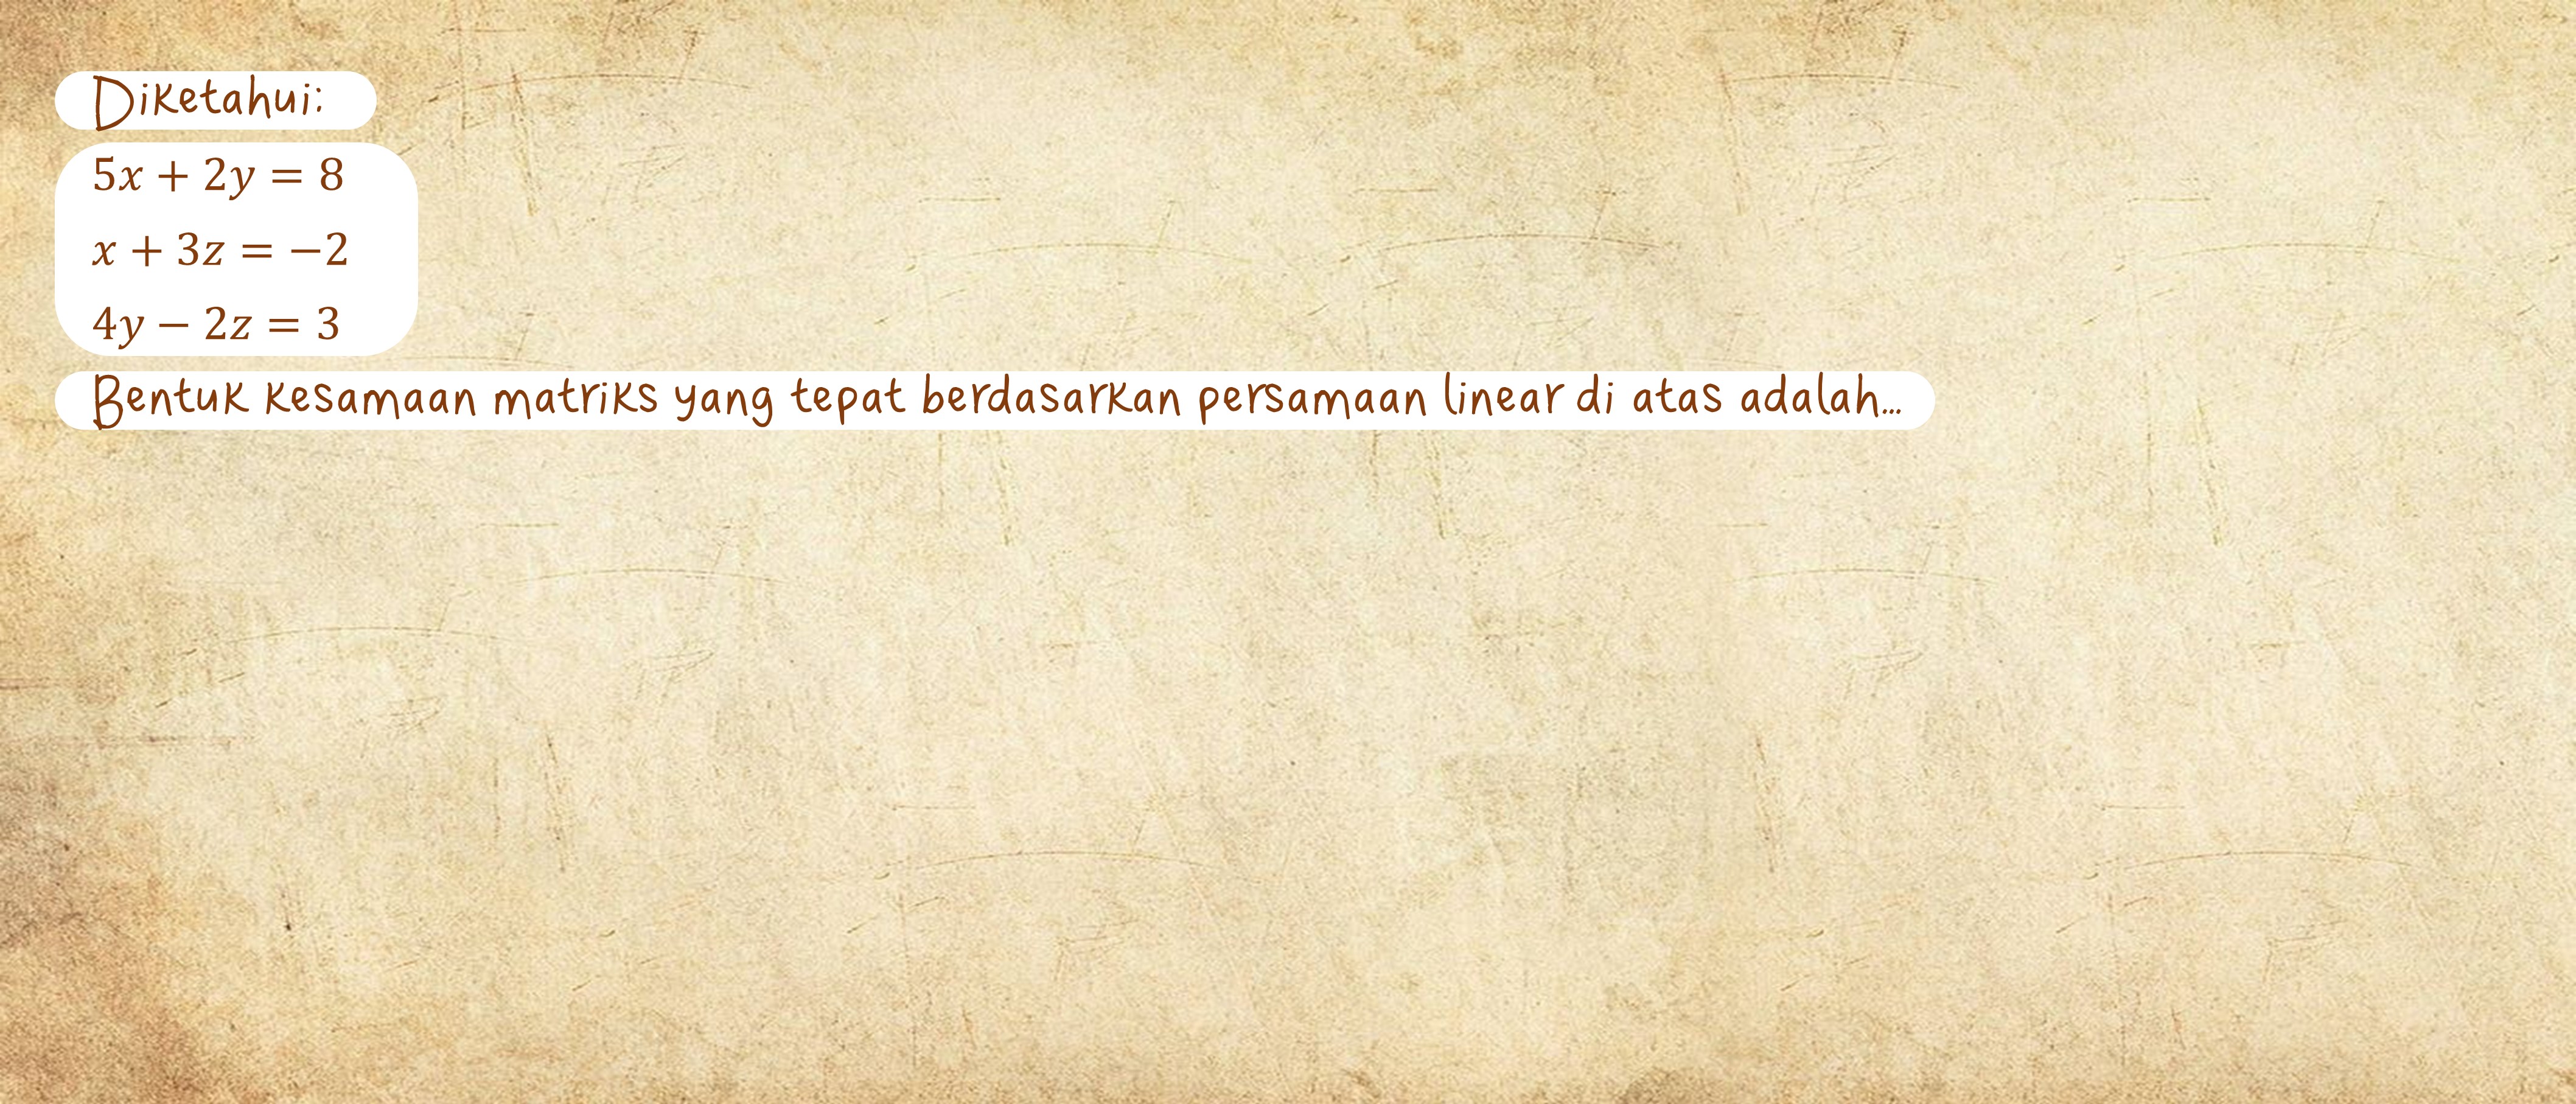 Diketahui:
5x + 2y = 8
x + 3z = −2
4y − 2z = 3
Bentuk kesamaan matriks yang tepat berdasarkan persamaan linear di atas adalah...